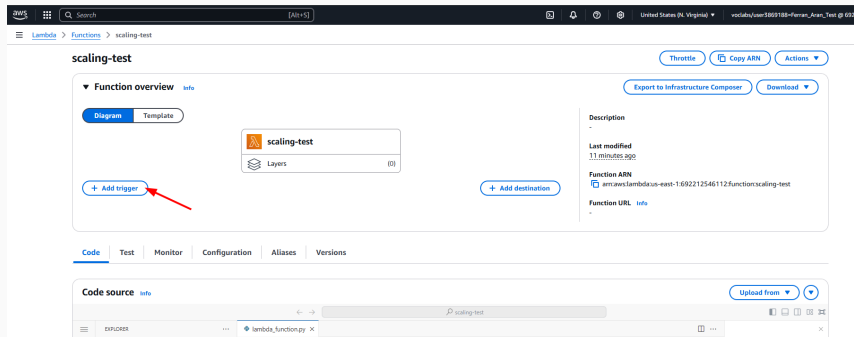 aws Search [Alt+S] United States (N. Virginia) ▼ voclabs/user3869188=Ferran_Aran_Test @ 692
Lambda > Functions > scaling-test
scaling-test Throttle Copy ARN Actions ▼
▼ Function overview Info Export to Infrastructure Composer Download ▼
Diagram Template
scaling-test
Layers (0)
+ Add trigger
+ Add destination
Description
-
Last modified
11 minutes ago
Function ARN
arn:aws:lambda:us-east-1:692212546112:function:scaling-test
Function URL Info
-
Code Test Monitor Configuration Aliases Versions
Code source Info Upload from ▼
scaling-test
EXPLORER ··· lambda_function.py × ···